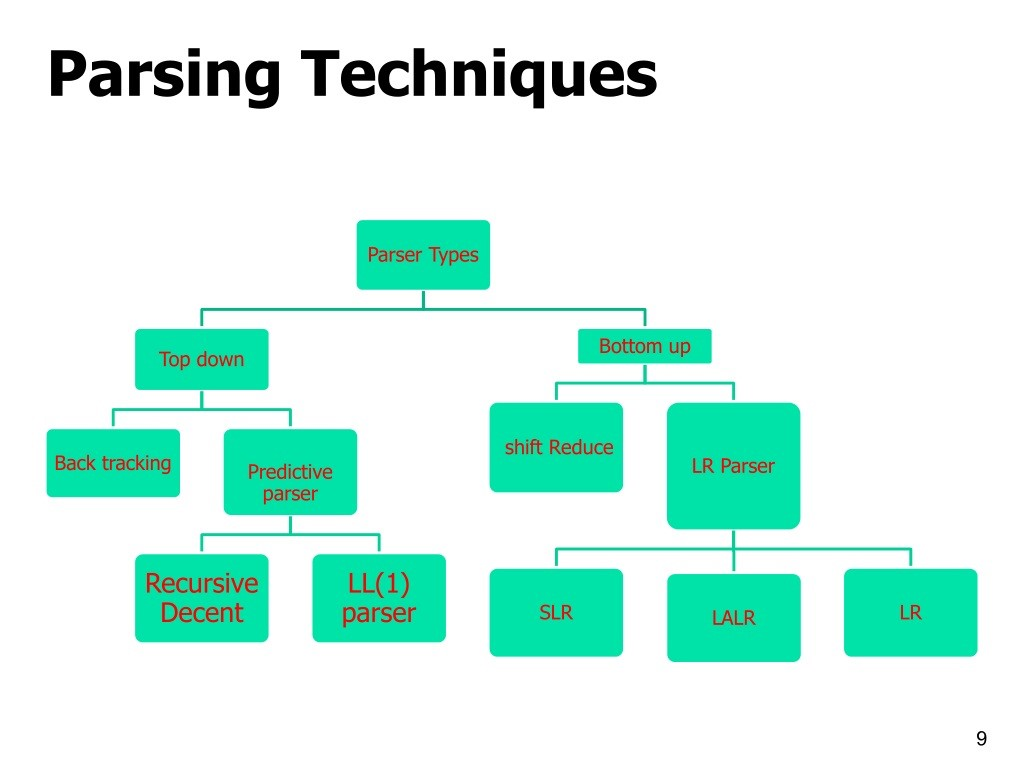 Parsing Techniques
Parser Types
Top down
Bottom up
Back tracking
Predictive
parser
shift Reduce
LR Parser
Recursive
Decent
LL(1)
parser
SLR
LALR
LR
9